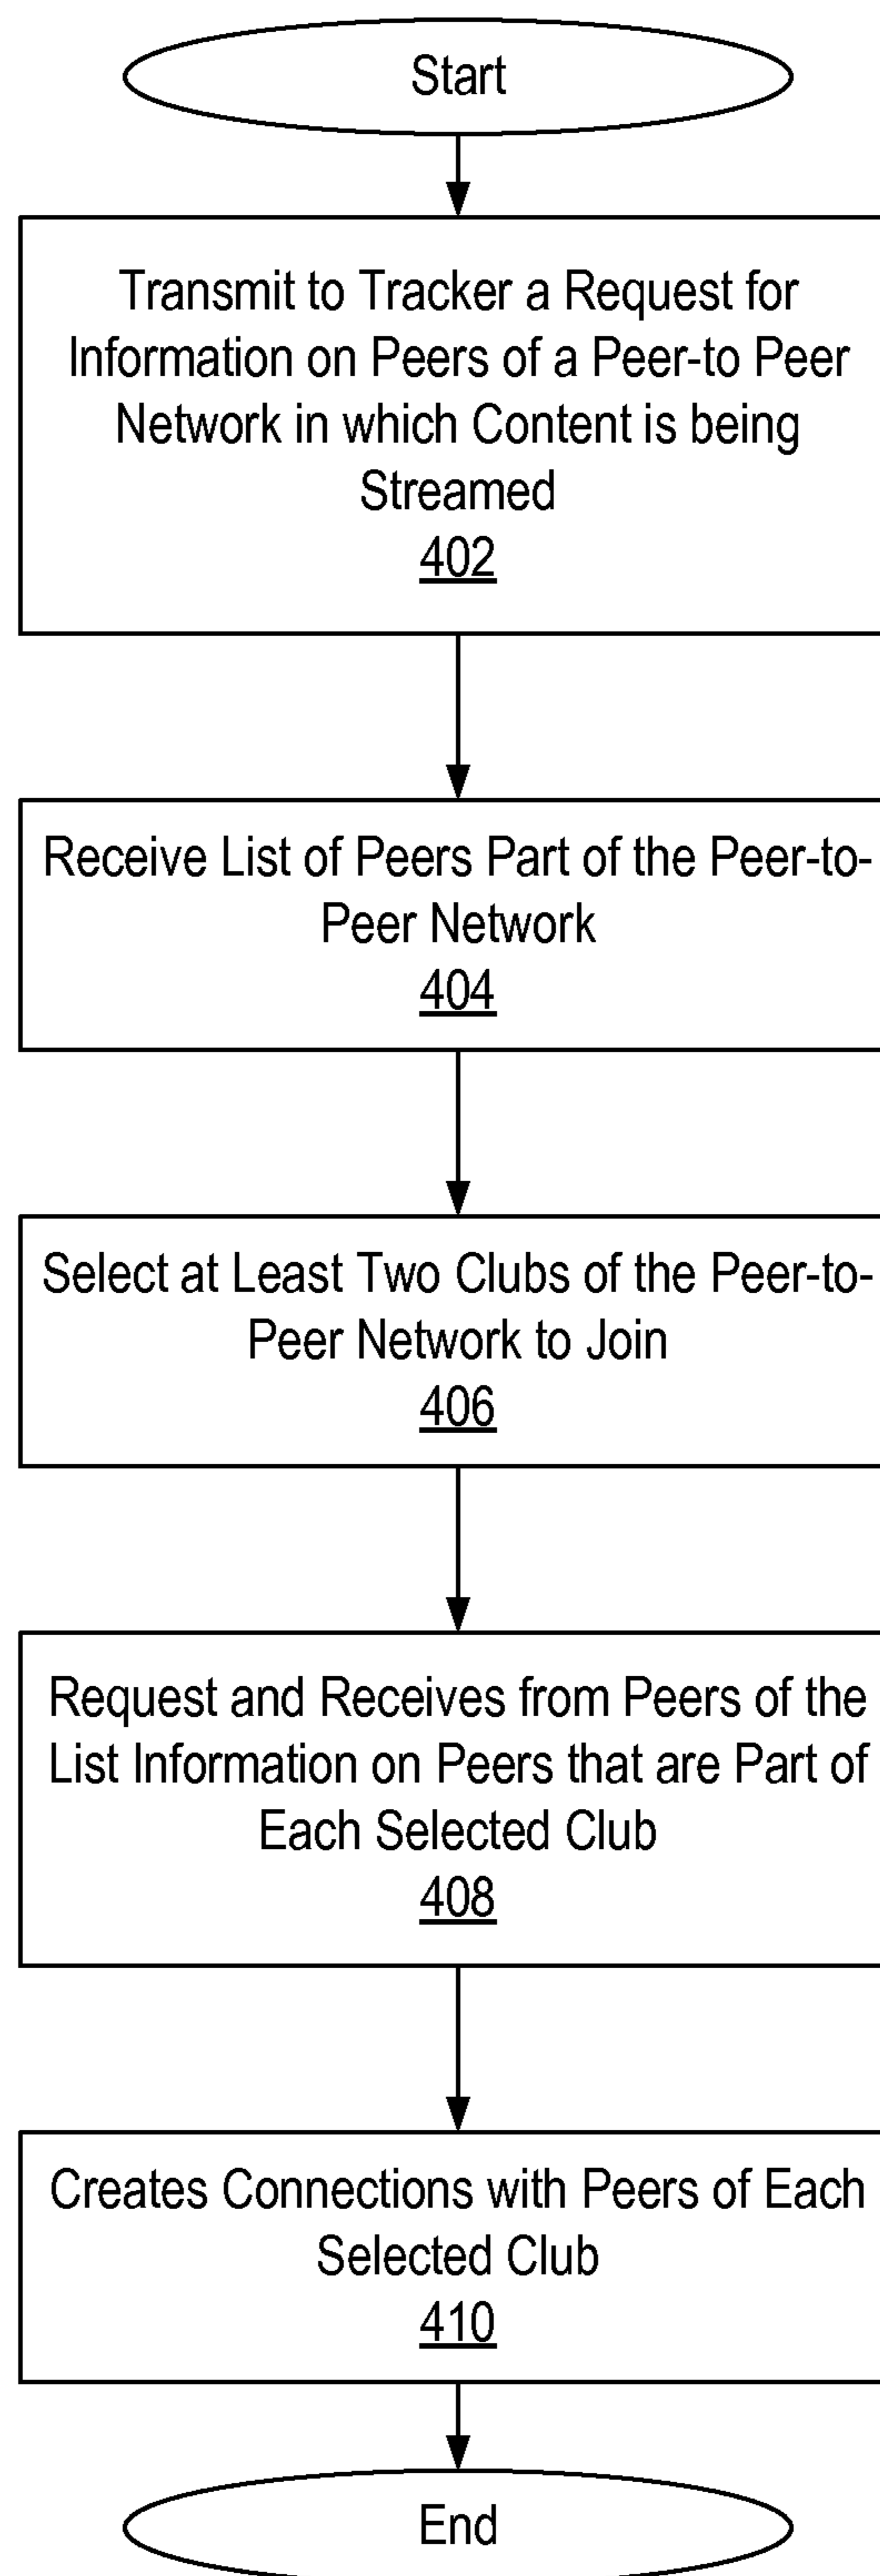 Start
Transmit to Tracker a Request for
Information on Peers of a Peer-to Peer
Network in which Content is being
Streamed
402
Receive List of Peers Part of the Peer-to-
Peer Network
404
Select at Least Two Clubs of the Peer-to-
Peer Network to Join
406
Request and Receives from Peers of the
List Information on Peers that are Part of
Each Selected Club
408
Creates Connections with Peers of Each
Selected Club
410
End